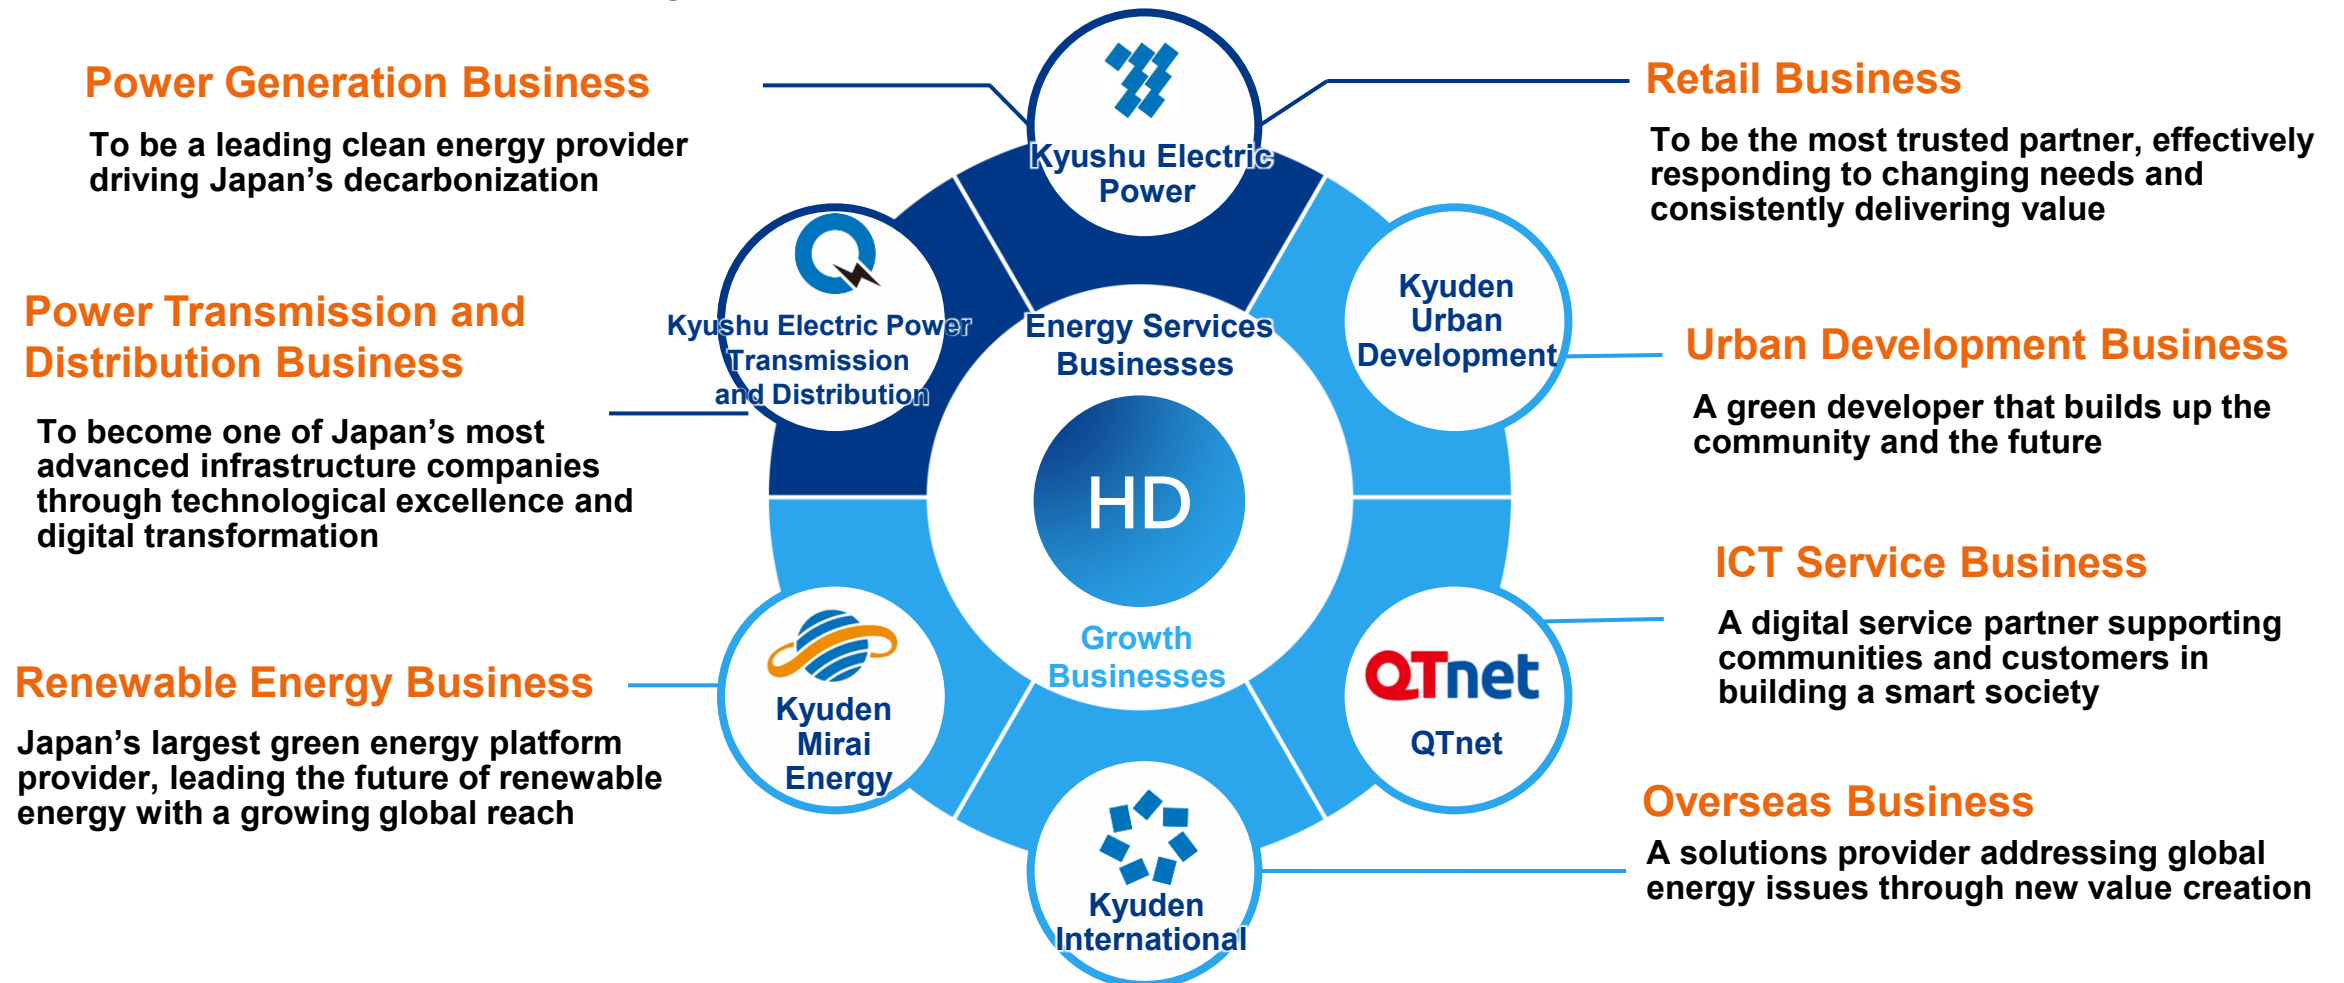 Power Generation Business
To be a leading clean energy provider
driving Japan’s decarbonization
Power Transmission and
Distribution Business
To become one of Japan’s most
advanced infrastructure companies
through technological excellence and
digital transformation
Renewable Energy Business
Japan’s largest green energy platform
provider, leading the future of renewable
energy with a growing global reach
Kyushu Electric
Power
Kyushu Electric Power
Transmission
and Distribution
Energy Services
Businesses
HD
Growth
Businesses
Kyuden
Urban
Development
Kyuden
Mirai
Energy
QTnet
QTnet
Kyuden
International
Retail Business
To be the most trusted partner, effectively
responding to changing needs and
consistently delivering value
Urban Development Business
A green developer that builds up the
community and the future
ICT Service Business
A digital service partner supporting
communities and customers in
building a smart society
Overseas Business
A solutions provider addressing global
energy issues through new value creation